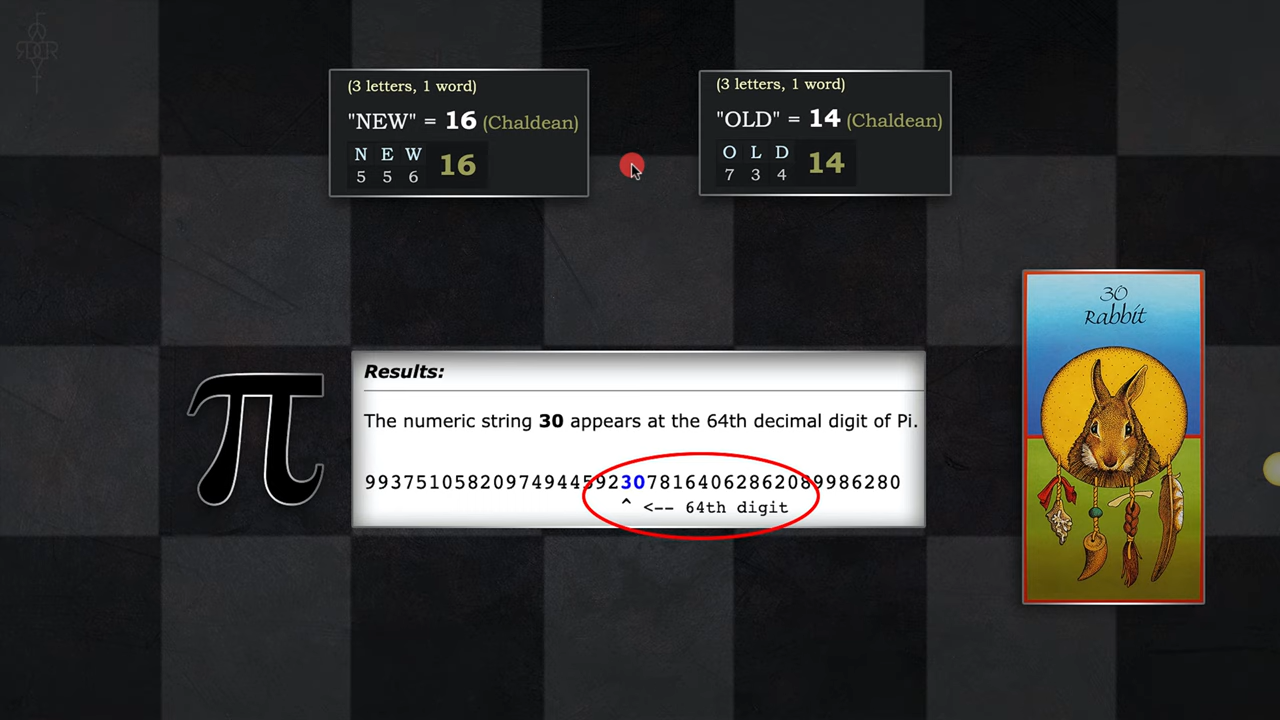 (3 letters, 1 word)
"NEW" = 16 (Chaldean)
N E W 16
5 5 6
(3 letters, 1 word)
"OLD" = 14 (Chaldean)
O L D 14
7 3 4
30
Rabbit
π
Results:
The numeric string 30 appears at the 64th decimal digit of Pi.
993751058209749445923078164062862089986280
^ <-- 64th digit